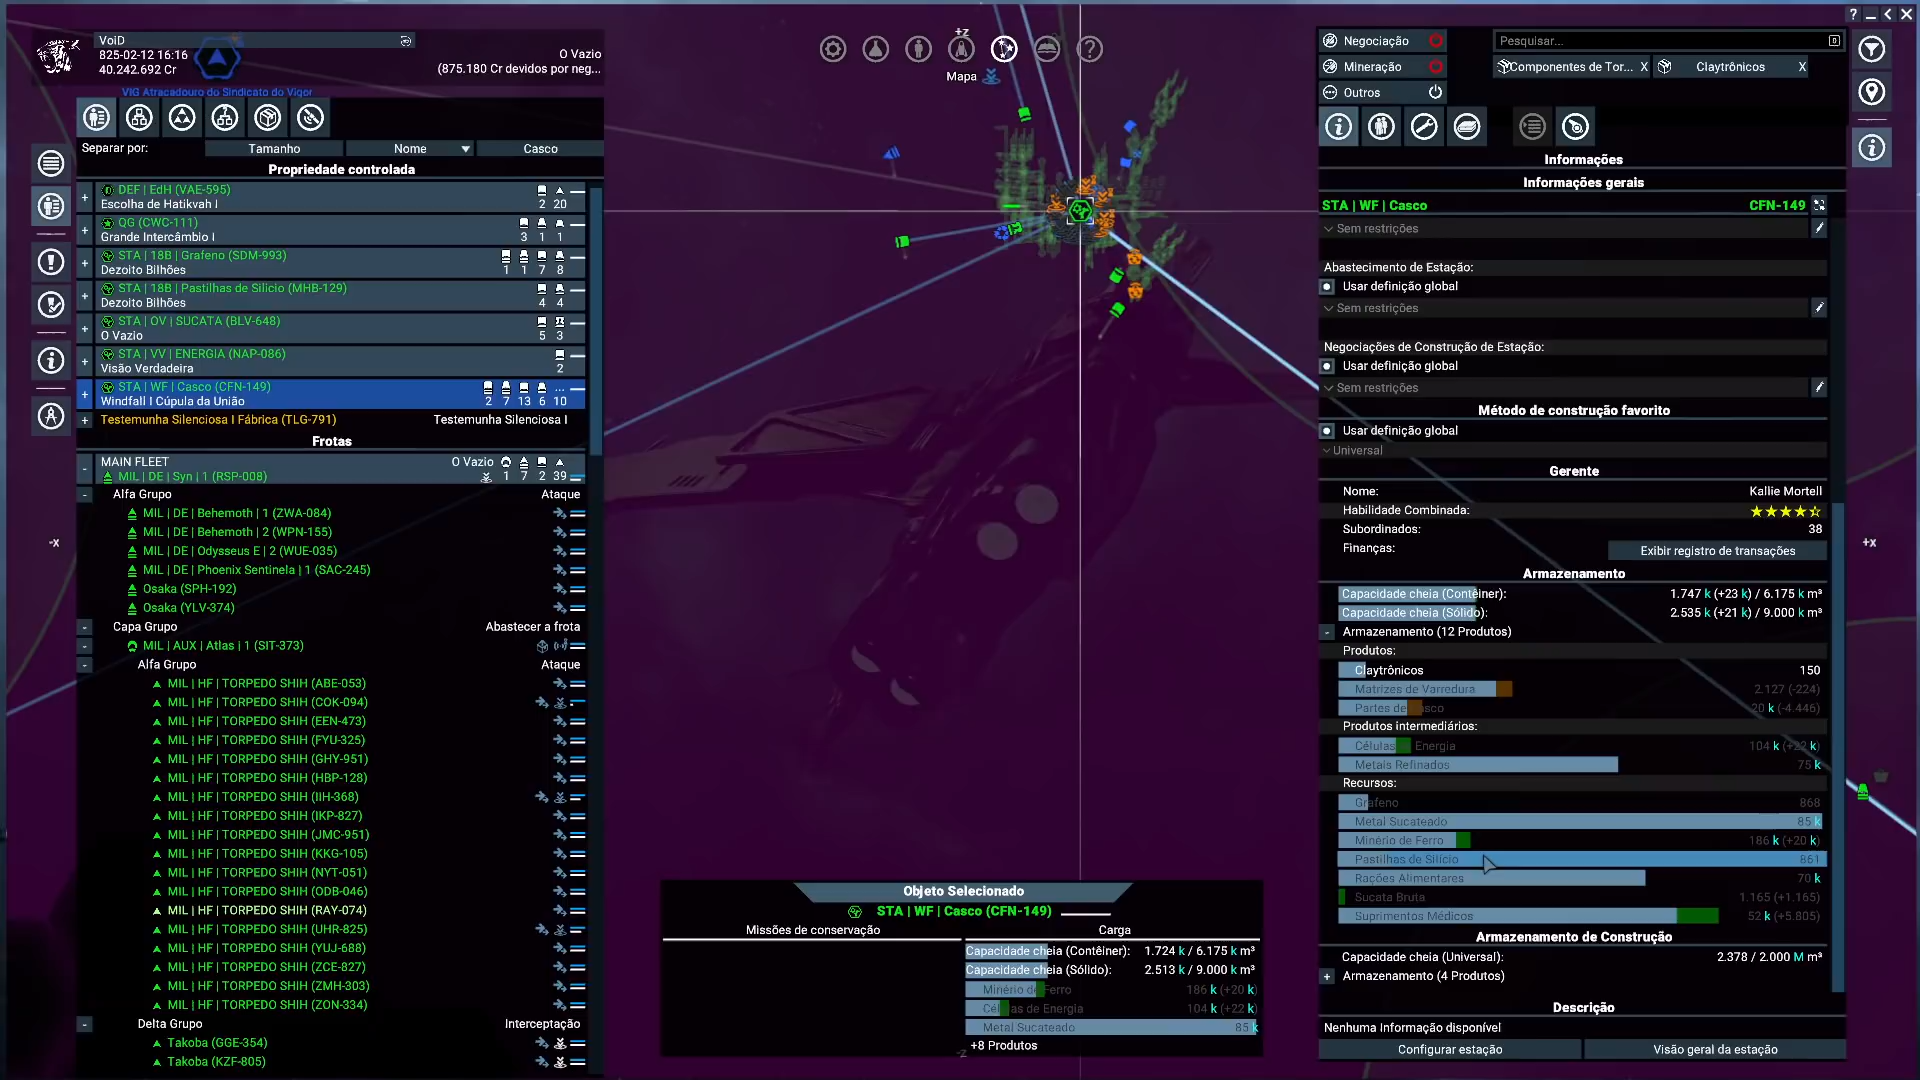 VoiD
825-02-12 16:16
40.242.692 Cr
O Vazio
(875.180 Cr devidos por neg...
VIG Atracadouro do Sindicato do Vigor
Separar por:
Tamanho
Nome
Casco
Propriedade controlada
+ DEF | EdH (VAE-595)
Escolha de Hatikvah I
2 20
+ QG (CWC-111)
Grande Intercâmbio I
3 1 1
+ STA | 18B | Grafeno (SDM-993)
Dezoito Bilhões
1 1 7 8
+ STA | 18B | Pastilhas de Silício (MHB-129)
Dezoito Bilhões
4 4
+ STA | OV | SUCATA (BLV-648)
O Vazio
5 3
+ STA | VV | ENERGIA (NAP-086)
Visão Verdadeira
2
+ STA | WF | Casco (CFN-149)
...
Windfall I Cúpula da União
2 7 13 6 10
+ Testemunha Silenciosa I Fábrica (TLG-791)
Testemunha Silenciosa I
Frotas
- MAIN FLEET
O Vazio
MIL | DE | Syn | 1 (RSP-008)
1 7 2 39
- Alfa Grupo
Ataque
MIL | DE | Behemoth | 1 (ZWA-084)
MIL | DE | Behemoth | 2 (WPN-155)
MIL | DE | Odysseus E | 2 (WUE-035)
MIL | DE | Phoenix Sentinela | 1 (SAC-245)
Osaka (SPH-192)
Osaka (YLV-374)
- Capa Grupo
Abastecer a frota
- MIL | AUX | Atlas | 1 (SIT-373)
- Alfa Grupo
Ataque
MIL | HF | TORPEDO SHIH (ABE-053)
MIL | HF | TORPEDO SHIH (COK-094)
MIL | HF | TORPEDO SHIH (EEN-473)
MIL | HF | TORPEDO SHIH (FYU-325)
MIL | HF | TORPEDO SHIH (GHY-951)
MIL | HF | TORPEDO SHIH (HBP-128)
MIL | HF | TORPEDO SHIH (IIH-368)
MIL | HF | TORPEDO SHIH (IKP-827)
MIL | HF | TORPEDO SHIH (JMC-951)
MIL | HF | TORPEDO SHIH (KKG-105)
MIL | HF | TORPEDO SHIH (NYT-051)
MIL | HF | TORPEDO SHIH (ODB-046)
MIL | HF | TORPEDO SHIH (RAY-074)
MIL | HF | TORPEDO SHIH (UHR-825)
MIL | HF | TORPEDO SHIH (YUJ-688)
MIL | HF | TORPEDO SHIH (ZCE-827)
MIL | HF | TORPEDO SHIH (ZMH-303)
MIL | HF | TORPEDO SHIH (ZON-334)
- Delta Grupo
Interceptação
Takoba (GGE-354)
Takoba (KZF-805)
+z
Mapa
-x
+x
-z
Objeto Selecionado
STA | WF | Casco (CFN-149)
Missões de conservação
Carga
Capacidade cheia (Contêiner): 1.724 k / 6.175 k m³
Capacidade cheia (Sólido): 2.513 k / 9.000 k m³
Minério de Ferro 186 k (+20 k)
Células de Energia 104 k (+22 k)
Metal Sucateado 85 k
+8 Produtos
? _ < X
Negociação
Mineração
Outros
Pesquisar...
Componentes de Tor... X
Claytrônicos X
Informações
Informações gerais
STA | WF | Casco CFN-149
Sem restrições
Abastecimento de Estação:
Usar definição global
Sem restrições
Negociações de Construção de Estação:
Usar definição global
Sem restrições
Método de construção favorito
Usar definição global
Universal
Gerente
Nome: Kallie Mortell
Habilidade Combinada:
Subordinados: 38
Finanças: Exibir registro de transações
Armazenamento
Capacidade cheia (Contêiner): 1.747 k (+23 k) / 6.175 k m³
Capacidade cheia (Sólido): 2.535 k (+21 k) / 9.000 k m³
- Armazenamento (12 Produtos)
Produtos:
Claytrônicos 150
Matrizes de Varredura 2.127 (-224)
Partes de Casco 20 k (-4.446)
Produtos intermediários:
Células de Energia 104 k (+22 k)
Metais Refinados 75 k
Recursos:
Grafeno 868
Metal Sucateado 85 k
Minério de Ferro 186 k (+20 k)
Pastilhas de Silício 861
Rações Alimentares 70 k
Sucata Bruta 1.165 (+1.165)
Suprimentos Médicos 52 k (+5.805)
Armazenamento de Construção
Capacidade cheia (Universal): 2.378 / 2.000 M m³
+ Armazenamento (4 Produtos)
Descrição
Nenhuma Informação disponível
Configurar estação
Visão geral da estação